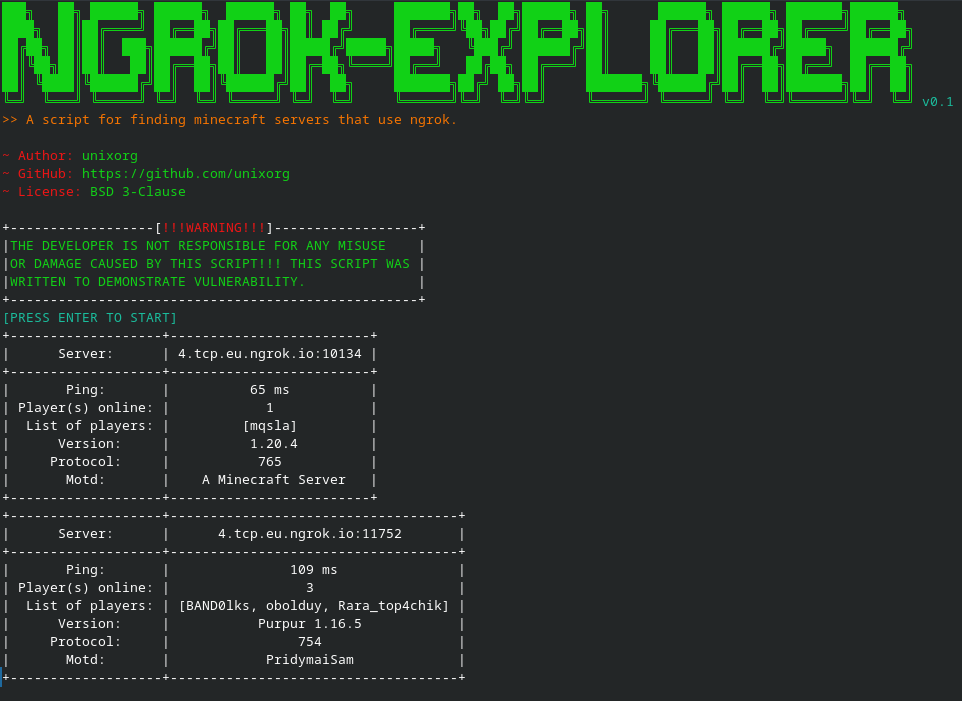 NGROK-EXPLORER v0.1
>> A script for finding minecraft servers that use ngrok.
~ Author: unixorg
~ GitHub: https://github.com/unixorg
~ License: BSD 3-Clause
+------------------[!!!WARNING!!!]------------------+
|THE DEVELOPER IS NOT RESPONSIBLE FOR ANY MISUSE    |
|OR DAMAGE CAUSED BY THIS SCRIPT!!! THIS SCRIPT WAS |
|WRITTEN TO DEMONSTRATE VULNERABILITY.              |
+---------------------------------------------------+
[PRESS ENTER TO START]
+-------------------+-------------------------+
|      Server:      | 4.tcp.eu.ngrok.io:10134 |
+-------------------+-------------------------+
|       Ping:       |          65 ms          |
| Player(s) online: |            1            |
|  List of players: |         [mqsla]         |
|      Version:     |          1.20.4         |
|     Protocol:     |           765           |
|       Motd:       |    A Minecraft Server   |
+-------------------+-------------------------+
+-------------------+------------------------------------+
|      Server:      |      4.tcp.eu.ngrok.io:11752       |
+-------------------+------------------------------------+
|       Ping:       |               109 ms               |
| Player(s) online: |                 3                  |
|  List of players: | [BAND0lks, obolduy, Rara_top4chik] |
|      Version:     |           Purpur 1.16.5            |
|     Protocol:     |                754                 |
|       Motd:       |            PridymaiSam             |
+-------------------+------------------------------------+